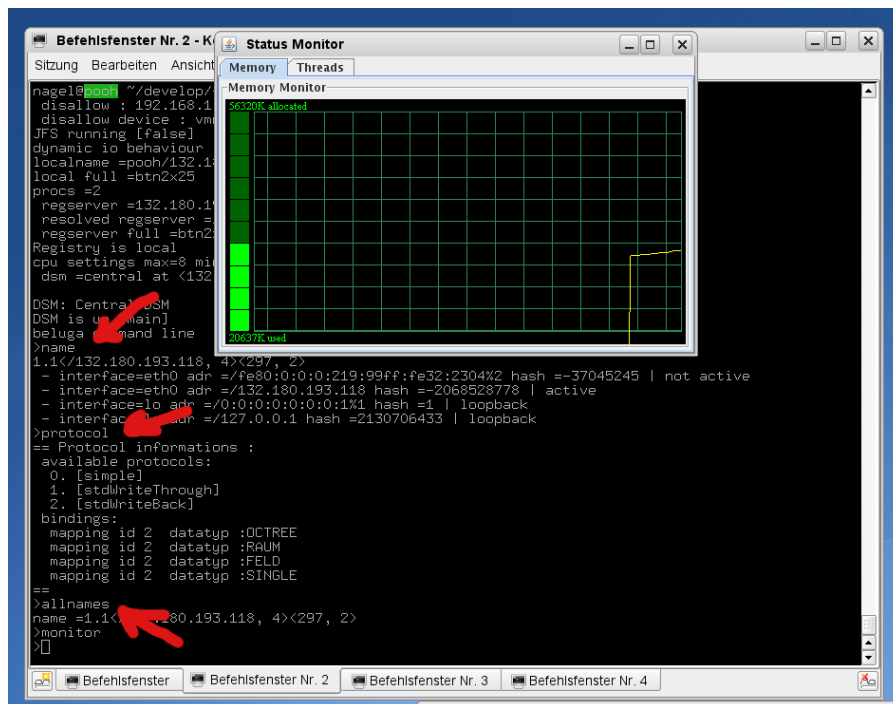 Befehlsfenster Nr. 2 - K
Status Monitor
Sitzung Bearbeiten Ansicht
Memory Threads
Memory Monitor
56320K allocated
20637K used
nagel@pooh ~/develop/
disallow : 192.168.1
disallow device :
JFS running [false]
dynamic io behaviour
localname =pooh/132.1
local full =btn2x25
procs =2
regserver =132.180.1
resolved regserver =
regserver full =btn2
Registry is local
cpu settings max=8 mi
dsm =central at <132
DSM: Central DSM
DSM is main]
beluga command line
>name
1.1</132.180.193.118, 4><297, 2>
- interface=eth0 adr =/fe80:0:0:0:219:99ff:fe32:2304%2 hash =-37045245 | not active
- interface=eth0 adr =/132.180.193.118 hash =-2068528778 | active
- interface=lo adr =/0:0:0:0:0:0:0:1%1 hash =1 | loopback
- adr =/127.0.0.1 hash =2130706433 | loopback
>protocol
== Protocol informations :
available protocols:
0. [simple]
1. [stdWriteThrough]
2. [stdWriteBack]
bindings:
mapping id 2 datatyp :OCTREE
mapping id 2 datatyp :RAUM
mapping id 2 datatyp :FELD
mapping id 2 datatyp :SINGLE
==
>allnames
name =1.1< .180.193.118, 4><297, 2>
>monitor
>
Befehlsfenster Befehlsfenster Nr. 2 Befehlsfenster Nr. 3 Befehlsfenster Nr. 4